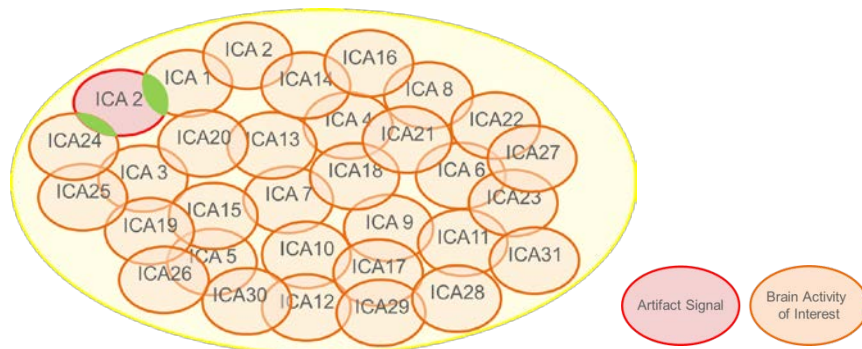 ICA 2
ICA16
ICA 1
ICA14
ICA 8
ICA 2
ICA22
ICA 4
ICA21
ICA24
ICA20
ICA13
ICA27
ICA 3
ICA18
ICA 6
ICA25
ICA 7
ICA23
ICA15
ICA19
ICA 9
ICA11
ICA10
ICA31
ICA 5
ICA17
ICA26
ICA30
ICA12
ICA29
ICA28
Artifact Signal
Brain Activity
of Interest